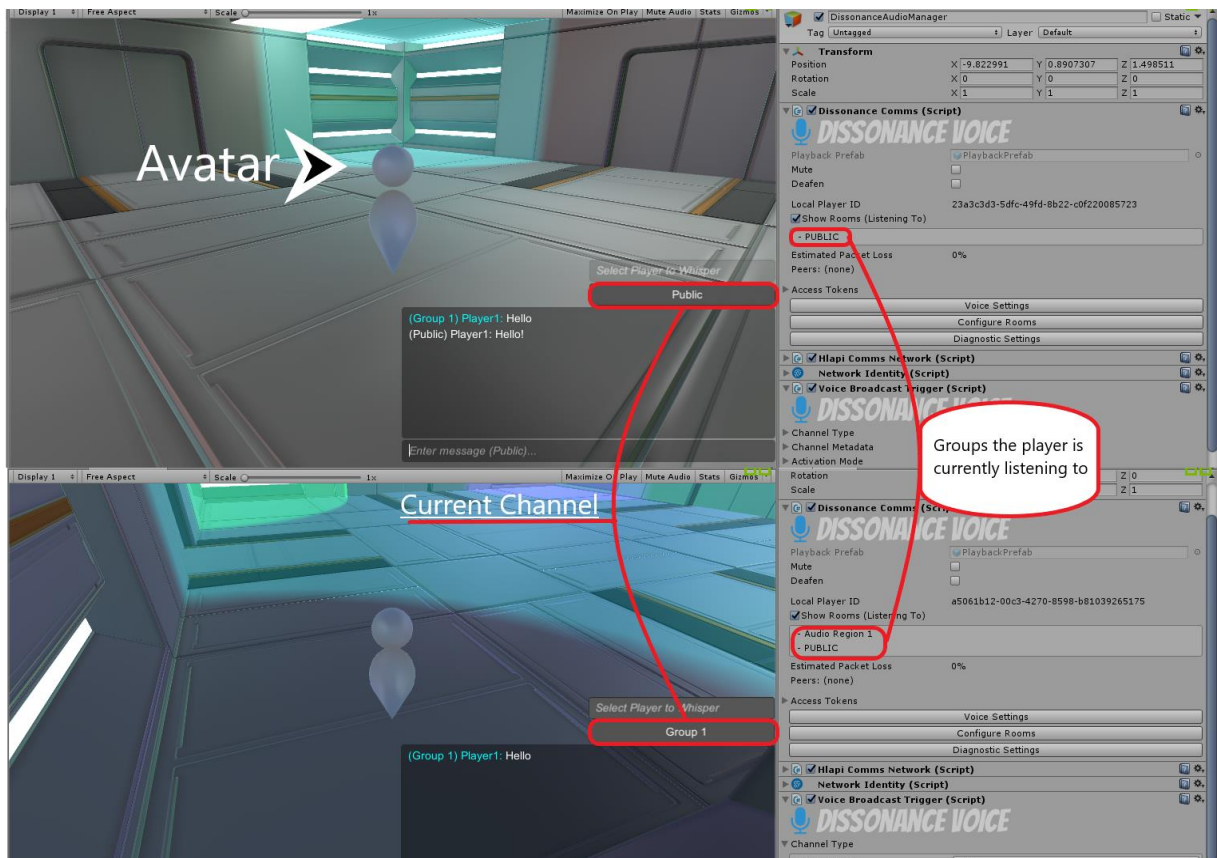 Display 1 Free Aspect Scale 1x Maximize On Play Mute Audio Stats Gizmos
Avatar
Select Player to Whisper
Public
(Group 1) Player1: Hello
(Public) Player1: Hello!
Enter message (Public)...
DissonanceAudioManager Static
Tag Untagged Layer Default
Transform
Position X -9.822991 Y 0.8907307 Z 1.498511
Rotation X 0 Y 0 Z 0
Scale X 1 Y 1 Z 1
Dissonance Comms (Script)
DISSONANCE VOICE
Playback Prefab PlaybackPrefab
Mute
Deafen
Local Player ID 23a3c3d3-5dfc-49fd-8b22-c0f220085723
Show Rooms (Listening To)
- PUBLIC
Estimated Packet Loss 0%
Peers: (none)
Access Tokens
Voice Settings
Configure Rooms
Diagnostic Settings
Hlapi Comms Network (Script)
Network Identity (Script)
Voice Broadcast Trigger (Script)
DISSONANCE VOICE
Channel Type
Channel Metadata
Activation Mode
Groups the player is
currently listening to
Display 1 Free Aspect Scale 1x Maximize On Play Mute Audio Stats Gizmos
Current Channel
Select Player to Whisper
Group 1
(Group 1) Player1: Hello
Rotation Z 0
Scale Z 1
Dissonance Comms (Script)
DISSONANCE VOICE
Playback Prefab PlaybackPrefab
Mute
Deafen
Local Player ID a5061b12-00c3-4270-8598-b81039265175
Show Rooms (Listening To)
- Audio Region 1
- PUBLIC
Estimated Packet Loss 0%
Peers: (none)
Access Tokens
Voice Settings
Configure Rooms
Diagnostic Settings
Hlapi Comms Network (Script)
Network Identity (Script)
Voice Broadcast Trigger (Script)
DISSONANCE VOICE
Channel Type